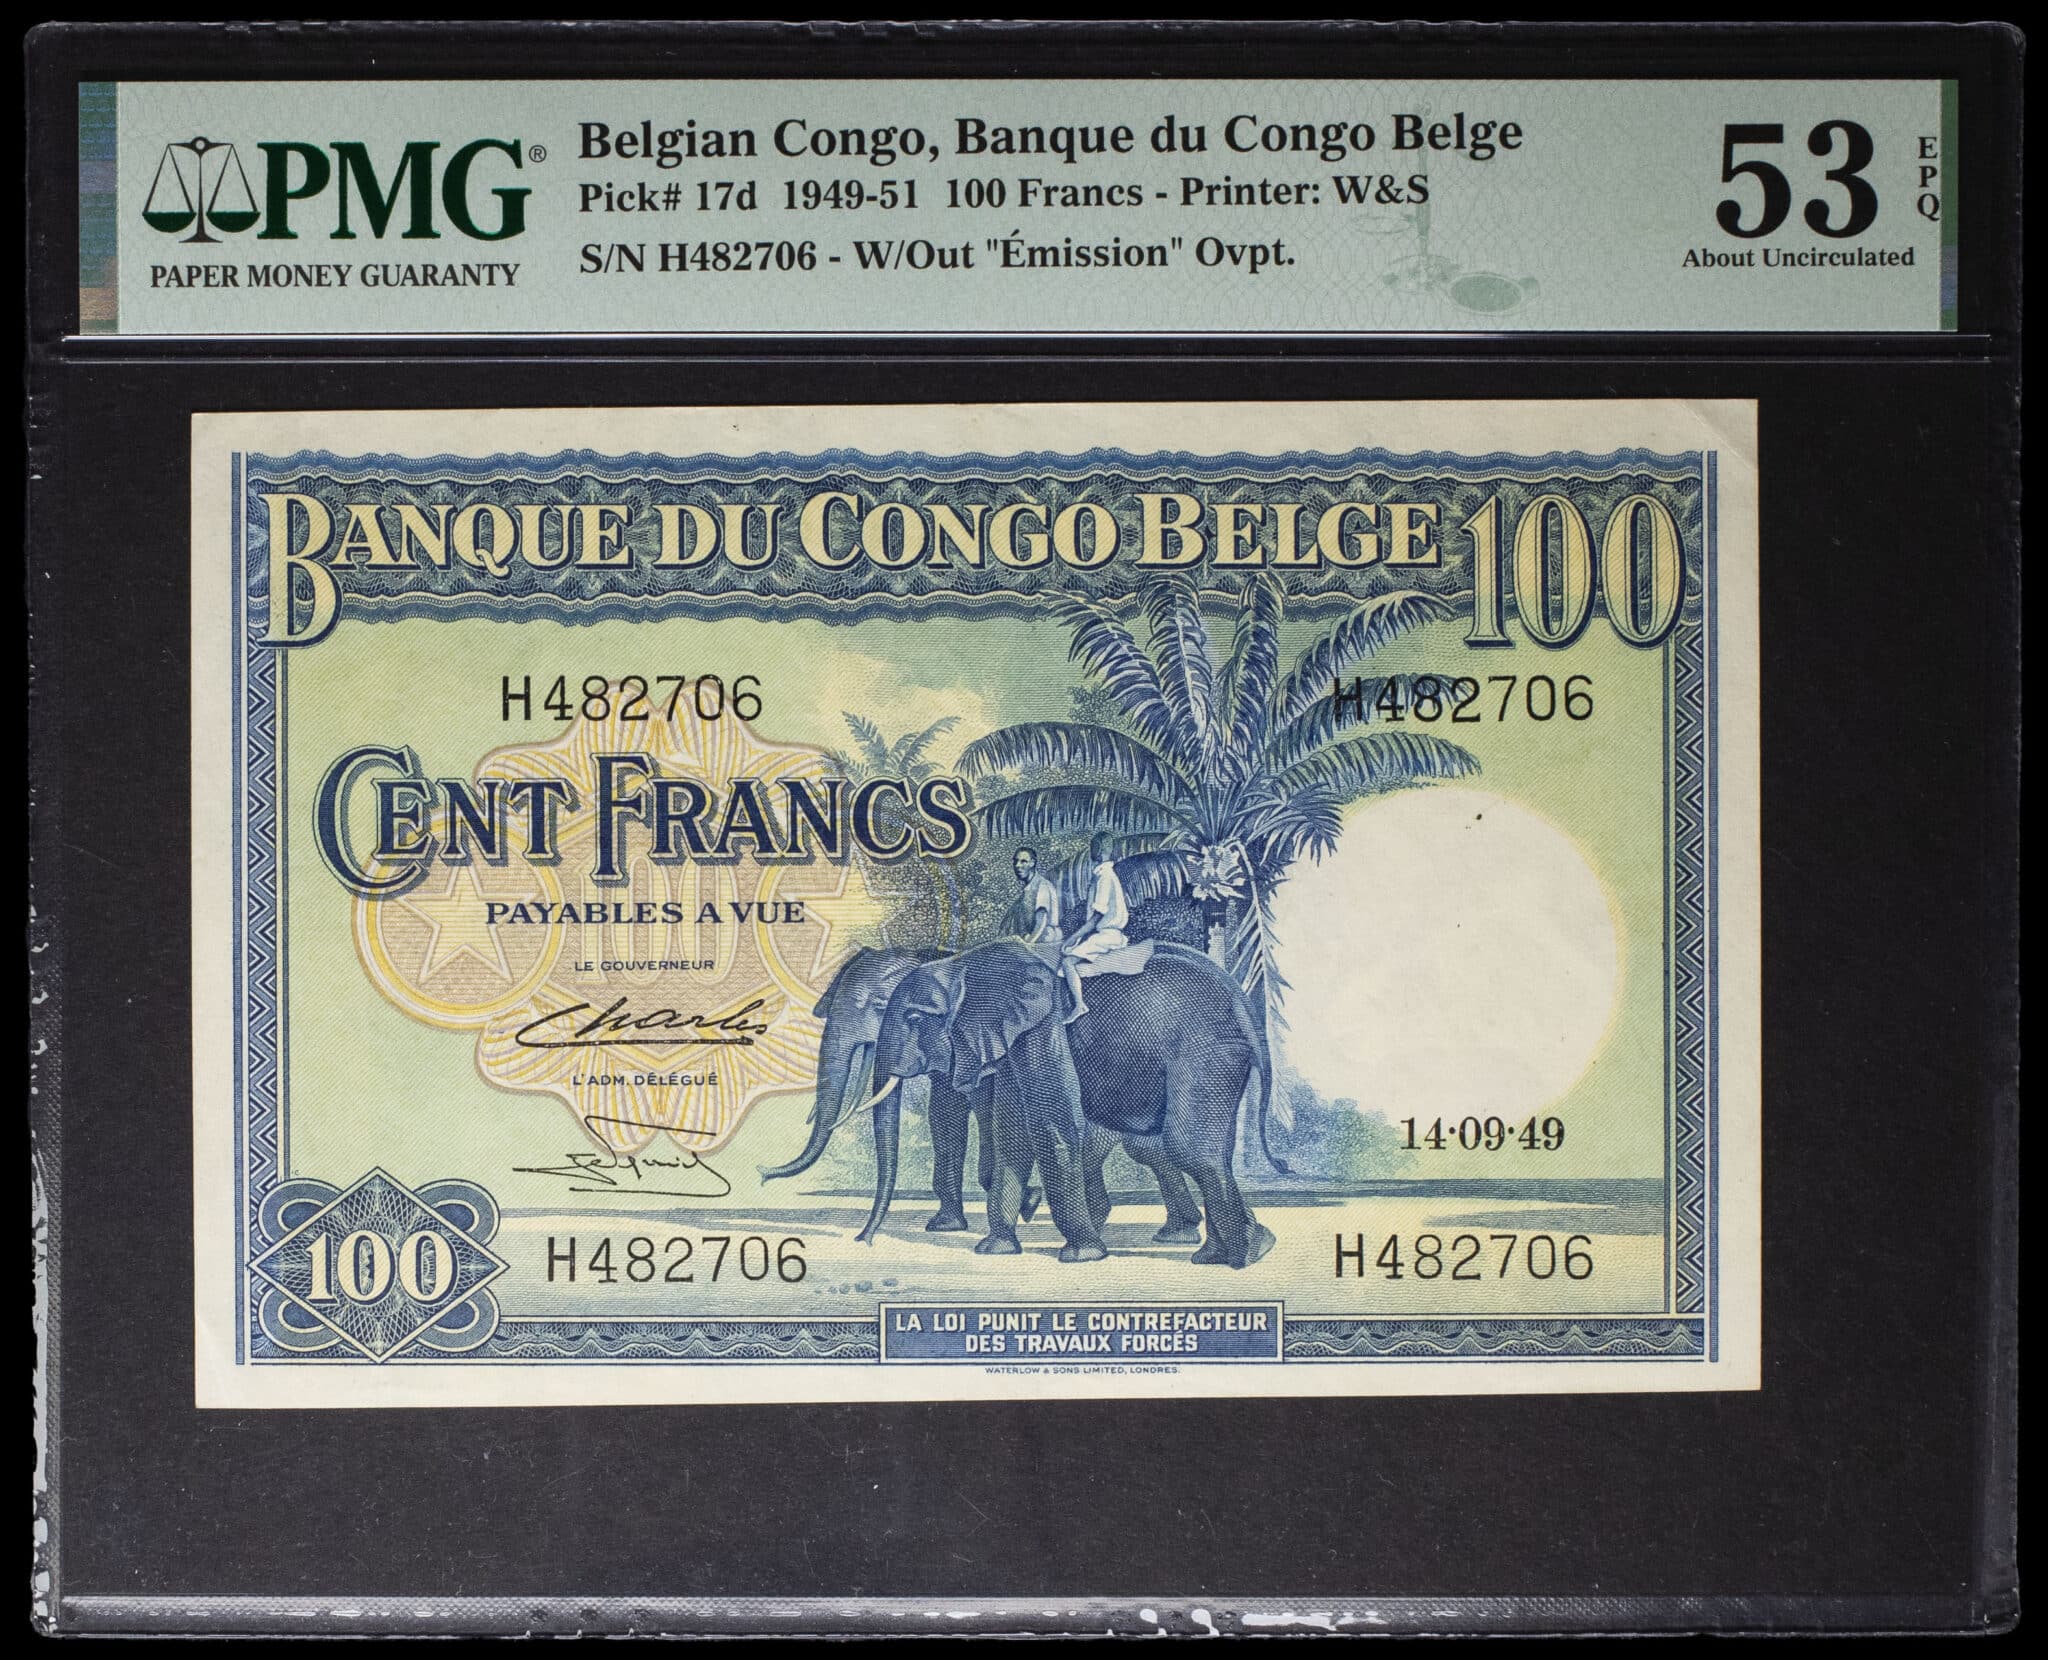 PMG®
PAPER MONEY GUARANTY
Belgian Congo, Banque du Congo Belge
Pick# 17d 1949-51 100 Francs - Printer: W&S
S/N H482706 - W/Out "Émission" Ovpt.
53
EPQ
About Uncirculated
BANQUE DU CONGO BELGE 100
H482706 H482706
CENT FRANCS
100
PAYABLES A VUE
LE GOUVERNEUR
Charles
L'ADM. DÉLÉGUÉ
14·09·49
100 H482706 H482706
LA LOI PUNIT LE CONTREFACTEUR
DES TRAVAUX FORCÉS
WATERLOW & SONS LIMITED, LONDRES.